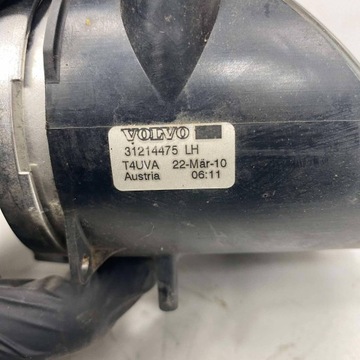 VOLVO
31214475 LH
T4UVA 22-Mär-10
Austria 06:11